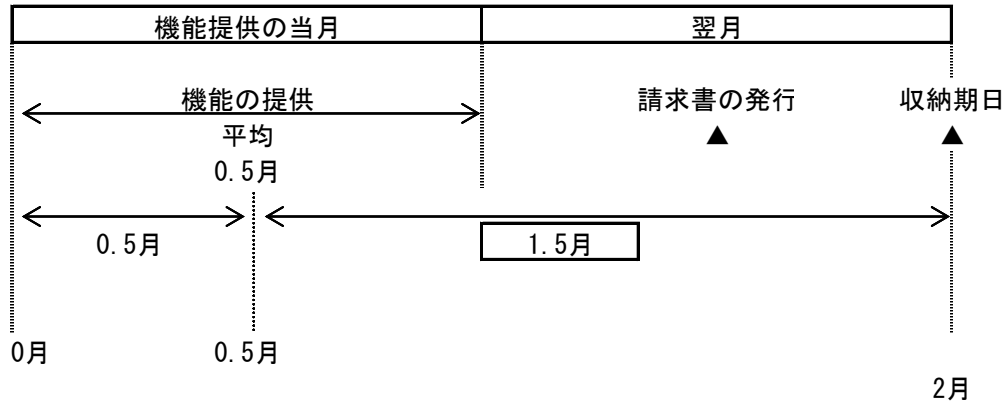 機能提供の当月 翌月
機能の提供 請求書の発行 収納期日
平均 ▲ ▲
0.5月
0.5月 1.5月
0月 0.5月
2月